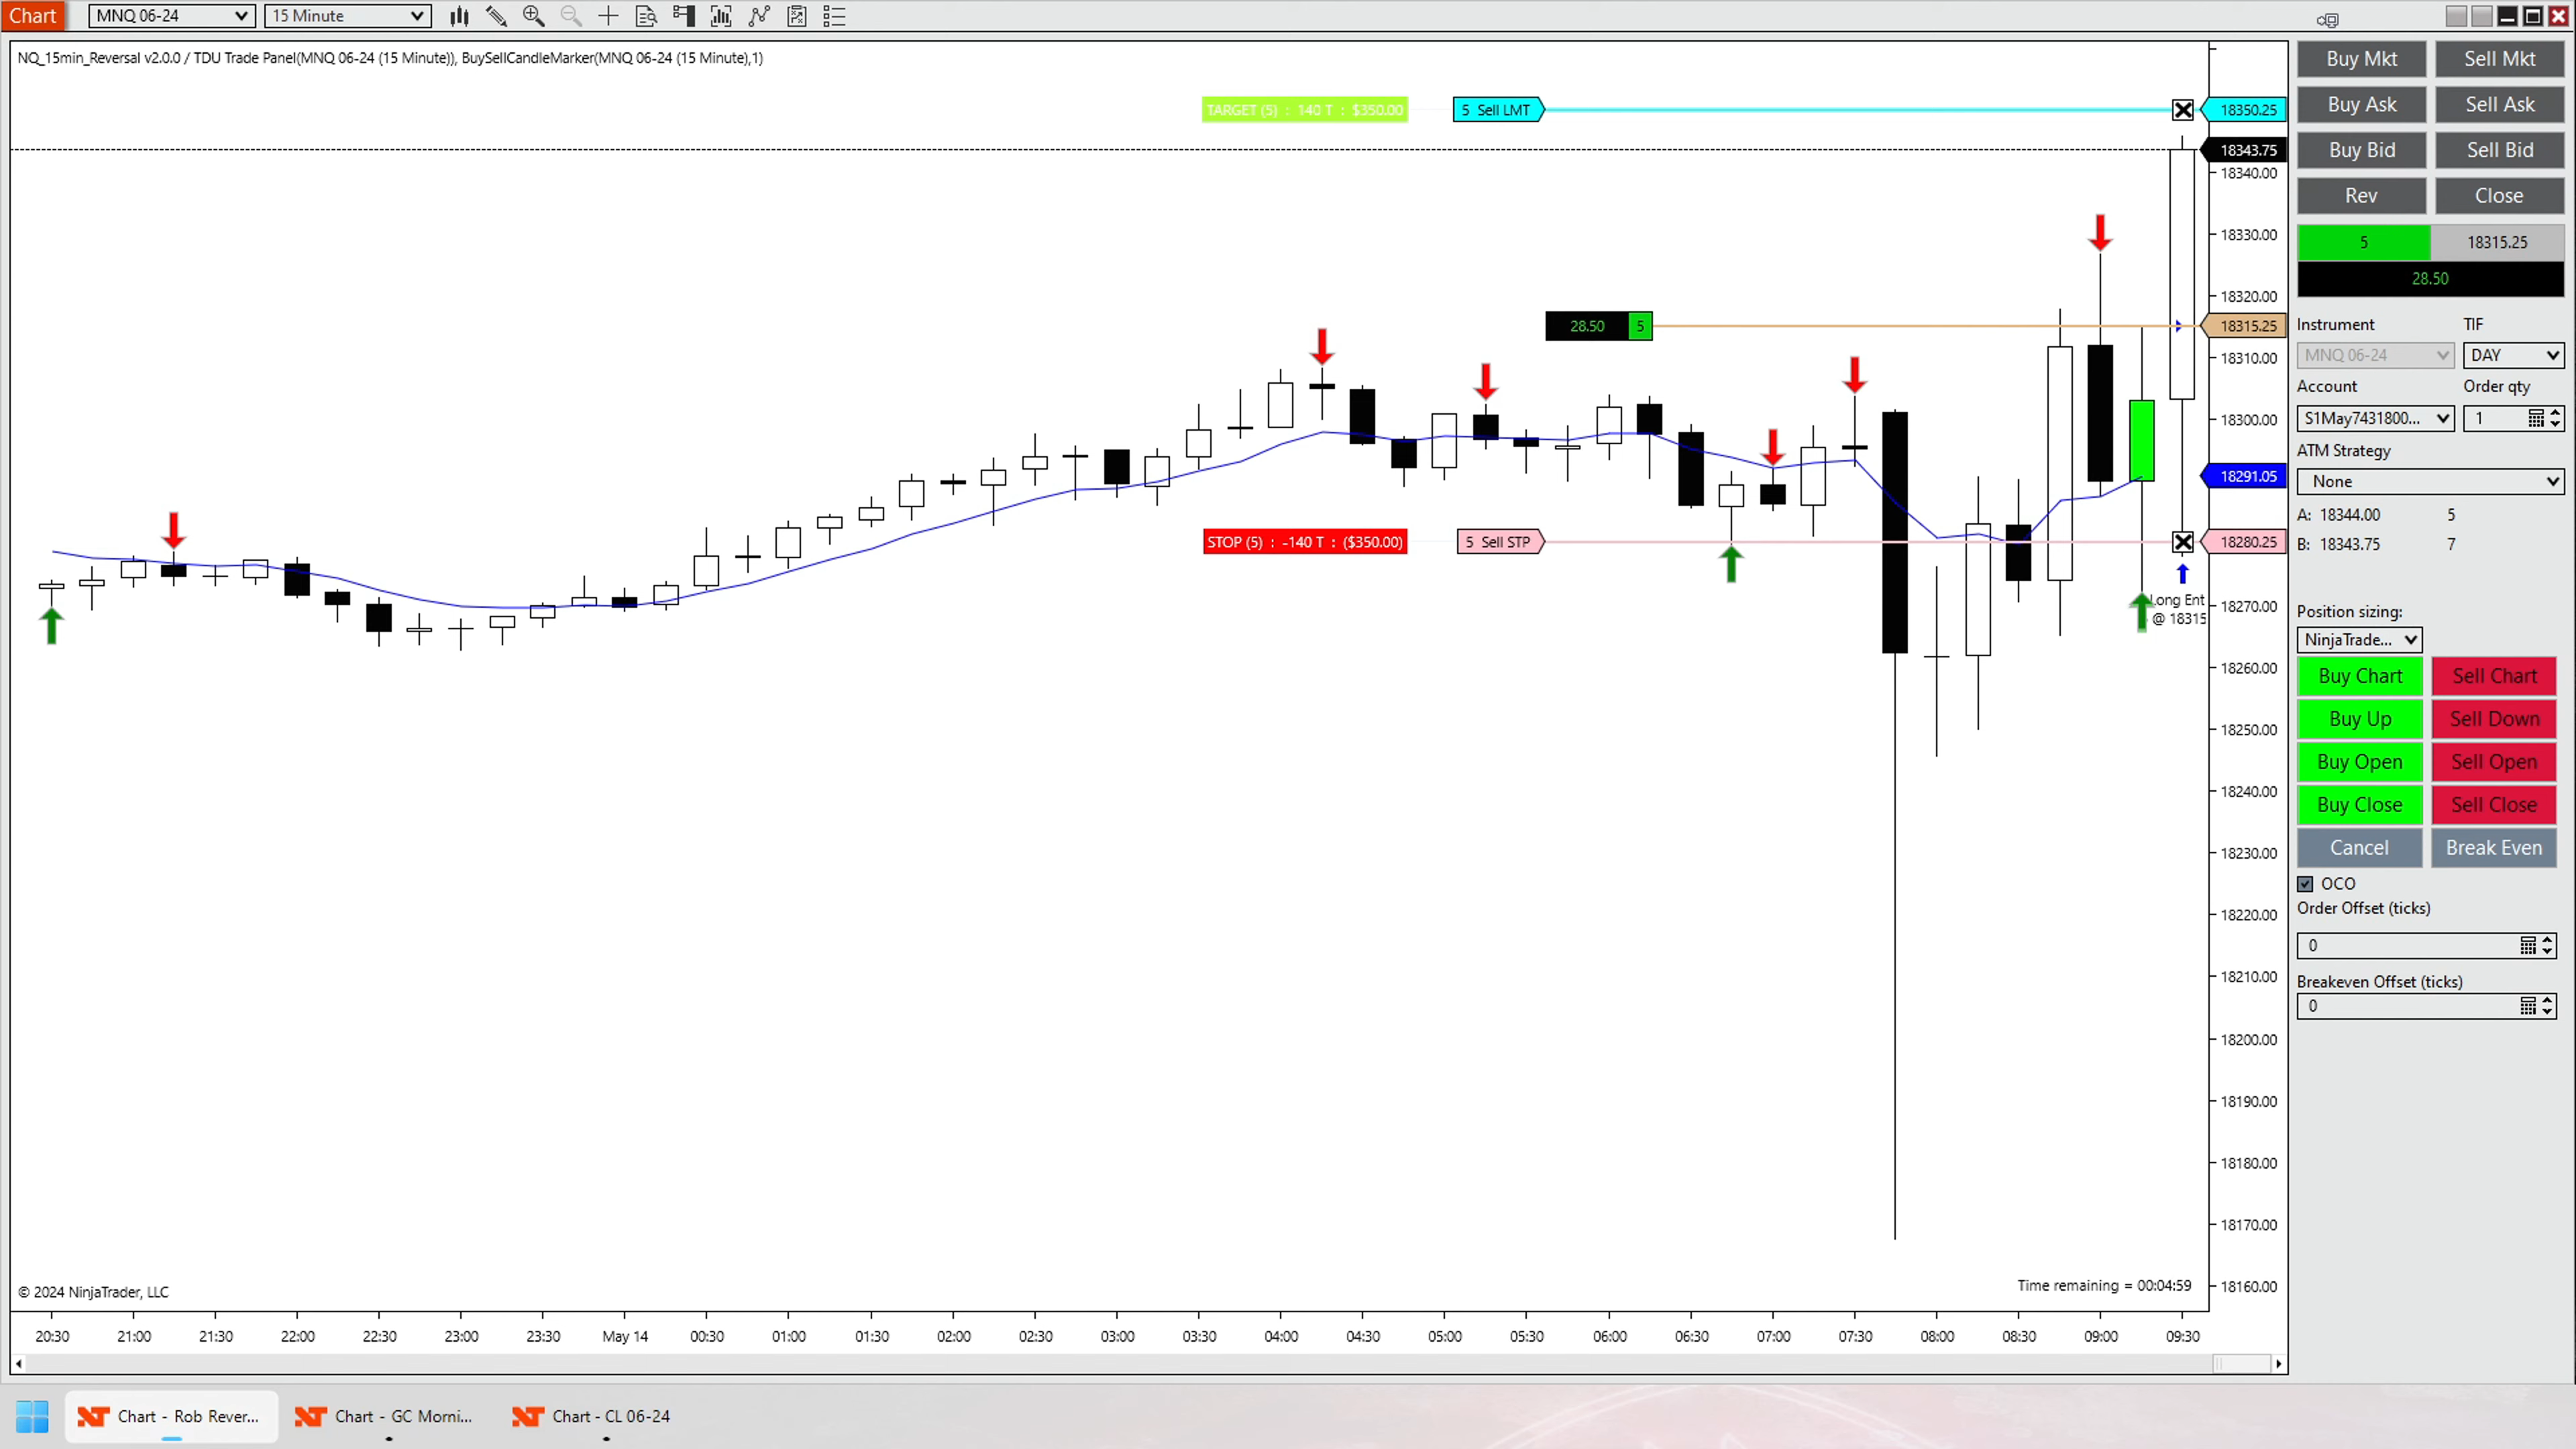 Chart MNQ 06-24 15 Minute
NQ_15min_Reversal v2.0.0 / TDU Trade Panel(MNQ 06-24 (15 Minute)), BuySellCandleMarker(MNQ 06-24 (15 Minute),1)
TARGET (5) : 140 T : $350.00
5 Sell LMT
28.50 5
STOP (5) : -140 T : ($350.00)
5 Sell STP
Long Ent
@ 18315
18350.25
18343.75
18340.00
18330.00
18320.00
18315.25
18310.00
18300.00
18291.05
18280.25
18270.00
18260.00
18250.00
18240.00
18230.00
18220.00
18210.00
18200.00
18190.00
18180.00
18170.00
18160.00
© 2024 NinjaTrader, LLC
Time remaining = 00:04:59
20:30 21:00 21:30 22:00 22:30 23:00 23:30 May 14 00:30 01:00 01:30 02:00 02:30 03:00 03:30 04:00 04:30 05:00 05:30 06:00 06:30 07:00 07:30 08:00 08:30 09:00 09:30
Buy Mkt Sell Mkt
Buy Ask Sell Ask
Buy Bid Sell Bid
Rev Close
5 18315.25
28.50
Instrument TIF
MNQ 06-24 DAY
Account Order qty
S1May7431800... 1
ATM Strategy
None
A: 18344.00 5
B: 18343.75 7
Position sizing:
NinjaTrade...
Buy Chart Sell Chart
Buy Up Sell Down
Buy Open Sell Open
Buy Close Sell Close
Cancel Break Even
OCO
Order Offset (ticks)
0
Breakeven Offset (ticks)
0
Chart - Rob Rever... Chart - GC Morni... Chart - CL 06-24